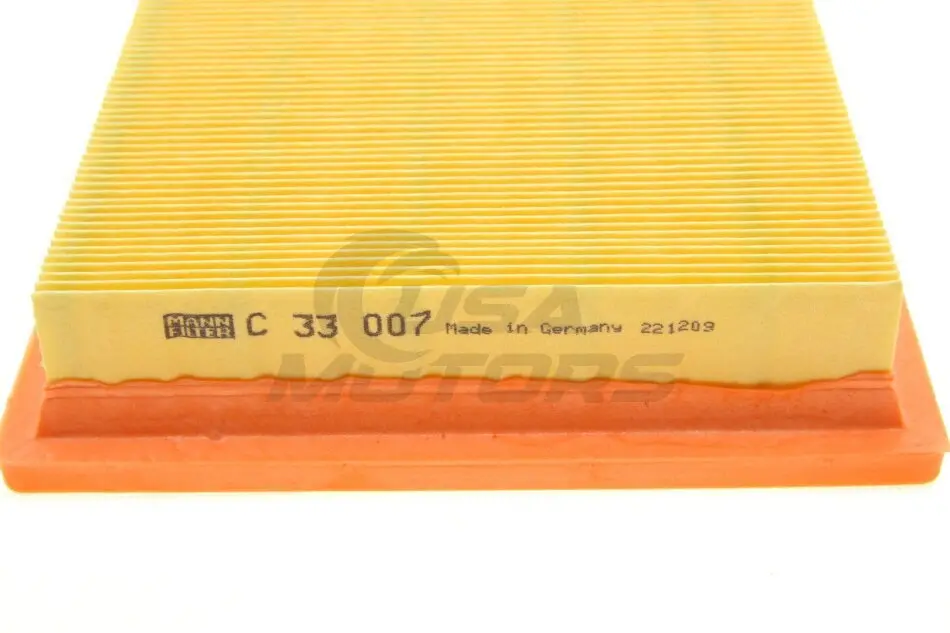 MANN
FILTER
C 33 007 Made in Germany 221209
USA
MOTORS